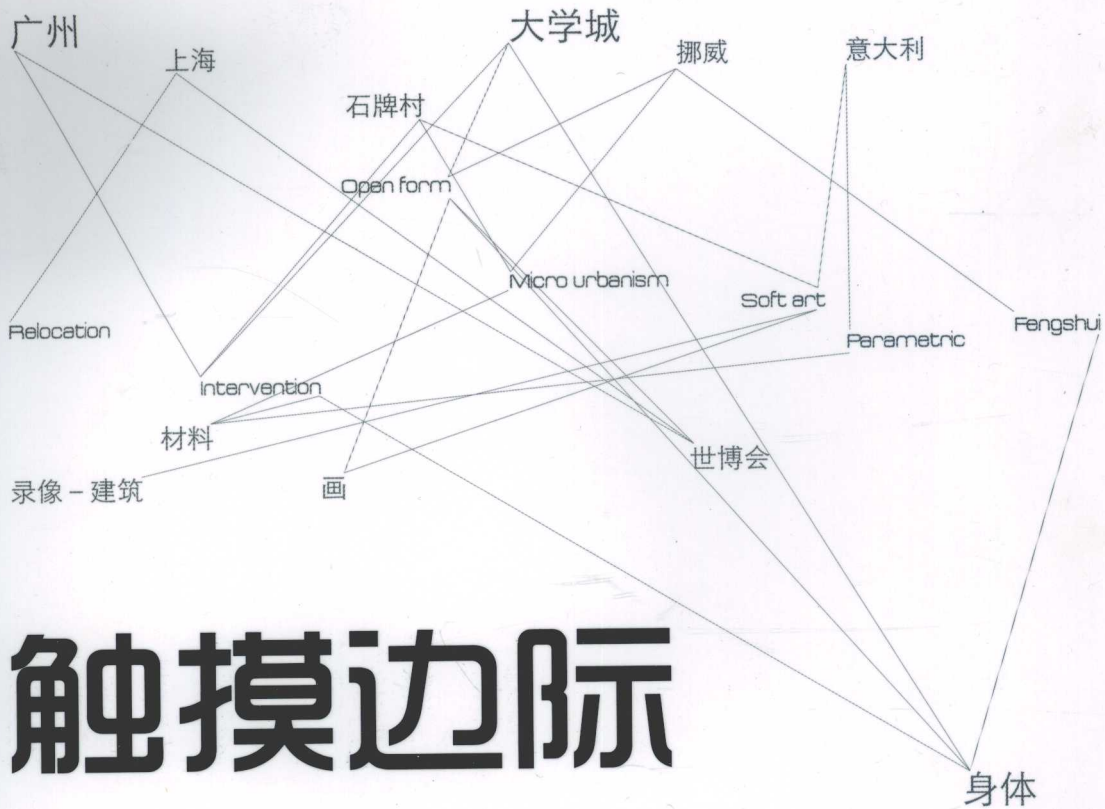 广州
大学城
上海
挪威
意大利
石牌村
Open form
Micro urbanism
Soft art
Relocation
Fengshui
Parametric
Intervention
材料
世博会
录像－建筑
画
触摸边际
身体